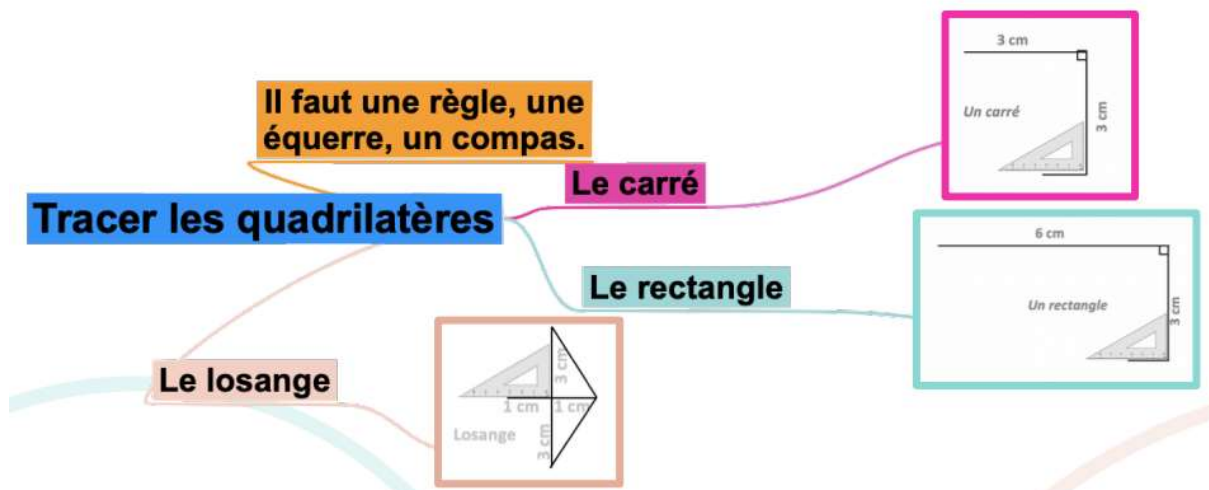 Il faut une règle, une
équerre, un compas.
Tracer les quadrilatères
Le carré
3 cm
Un carré
3 cm
Le rectangle
6 cm
Un rectangle
3 cm
Le losange
3 cm
1 cm
1 cm
Losange
3 cm